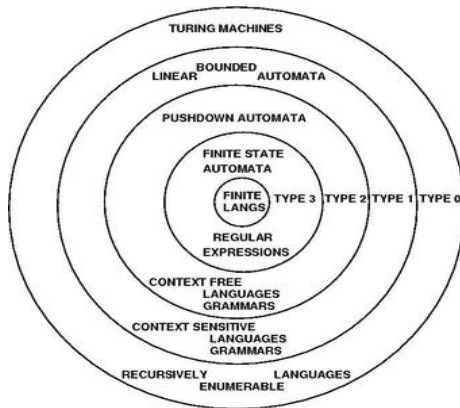 TURING MACHINES
BOUNDED
LINEAR AUTOMATA
PUSHDOWN AUTOMATA
FINITE STATE
AUTOMATA
FINITE
LANGS
TYPE 3 TYPE 2 TYPE 1 TYPE 0
REGULAR
EXPRESSIONS
CONTEXT FREE
LANGUAGES
GRAMMARS
CONTEXT SENSITIVE
LANGUAGES
GRAMMARS
RECURSIVELY LANGUAGES
ENUMERABLE